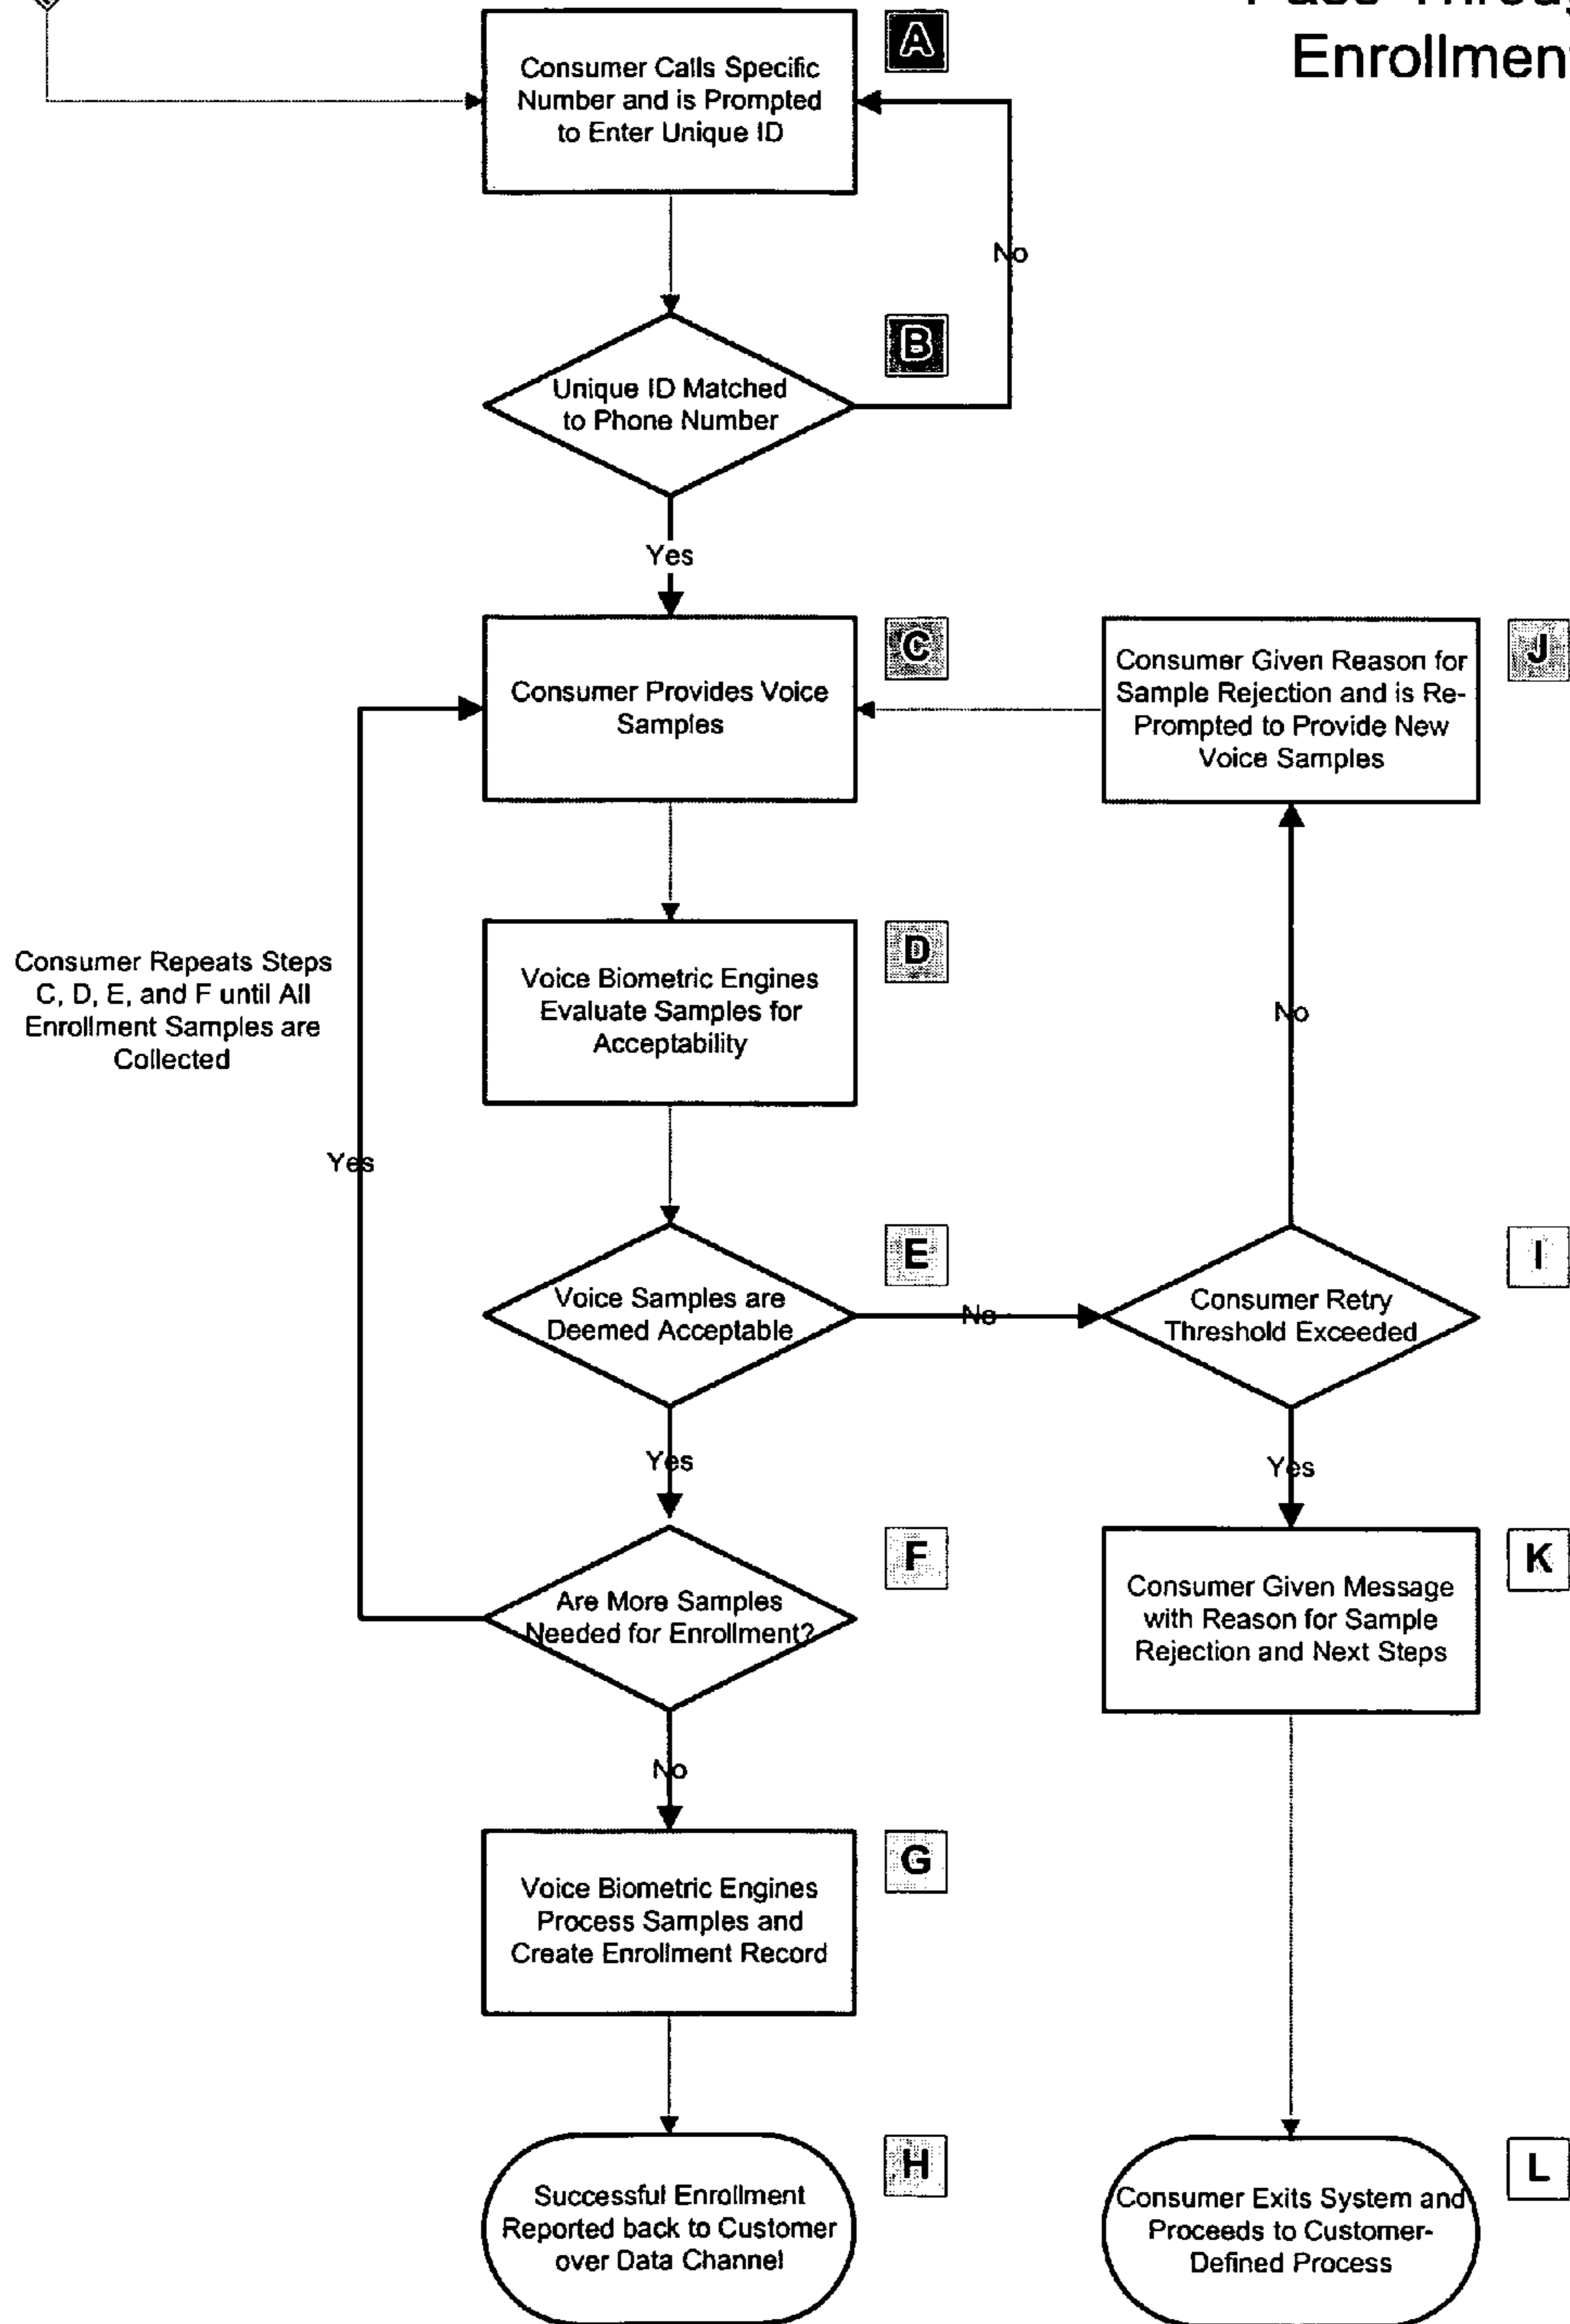 Enrollment
A
Consumer Calls Specific
Number and is Prompted
to Enter Unique ID
No
B
Unique ID Matched
to Phone Number
Yes
C
Consumer Provides Voice
Samples
J
Consumer Given Reason for
Sample Rejection and is Re-
Prompted to Provide New
Voice Samples
D
Voice Biometric Engines
Evaluate Samples for
Acceptability
Consumer Repeats Steps
C, D, E, and F until All
Enrollment Samples are
Collected
No
Yes
E
Voice Samples are
Deemed Acceptable
No
I
Consumer Retry
Threshold Exceeded
Yes
Yes
F
Are More Samples
Needed for Enrollment?
K
Consumer Given Message
with Reason for Sample
Rejection and Next Steps
No
G
Voice Biometric Engines
Process Samples and
Create Enrollment Record
H
Successful Enrollment
Reported back to Customer
over Data Channel
L
Consumer Exits System and
Proceeds to Customer-
Defined Process